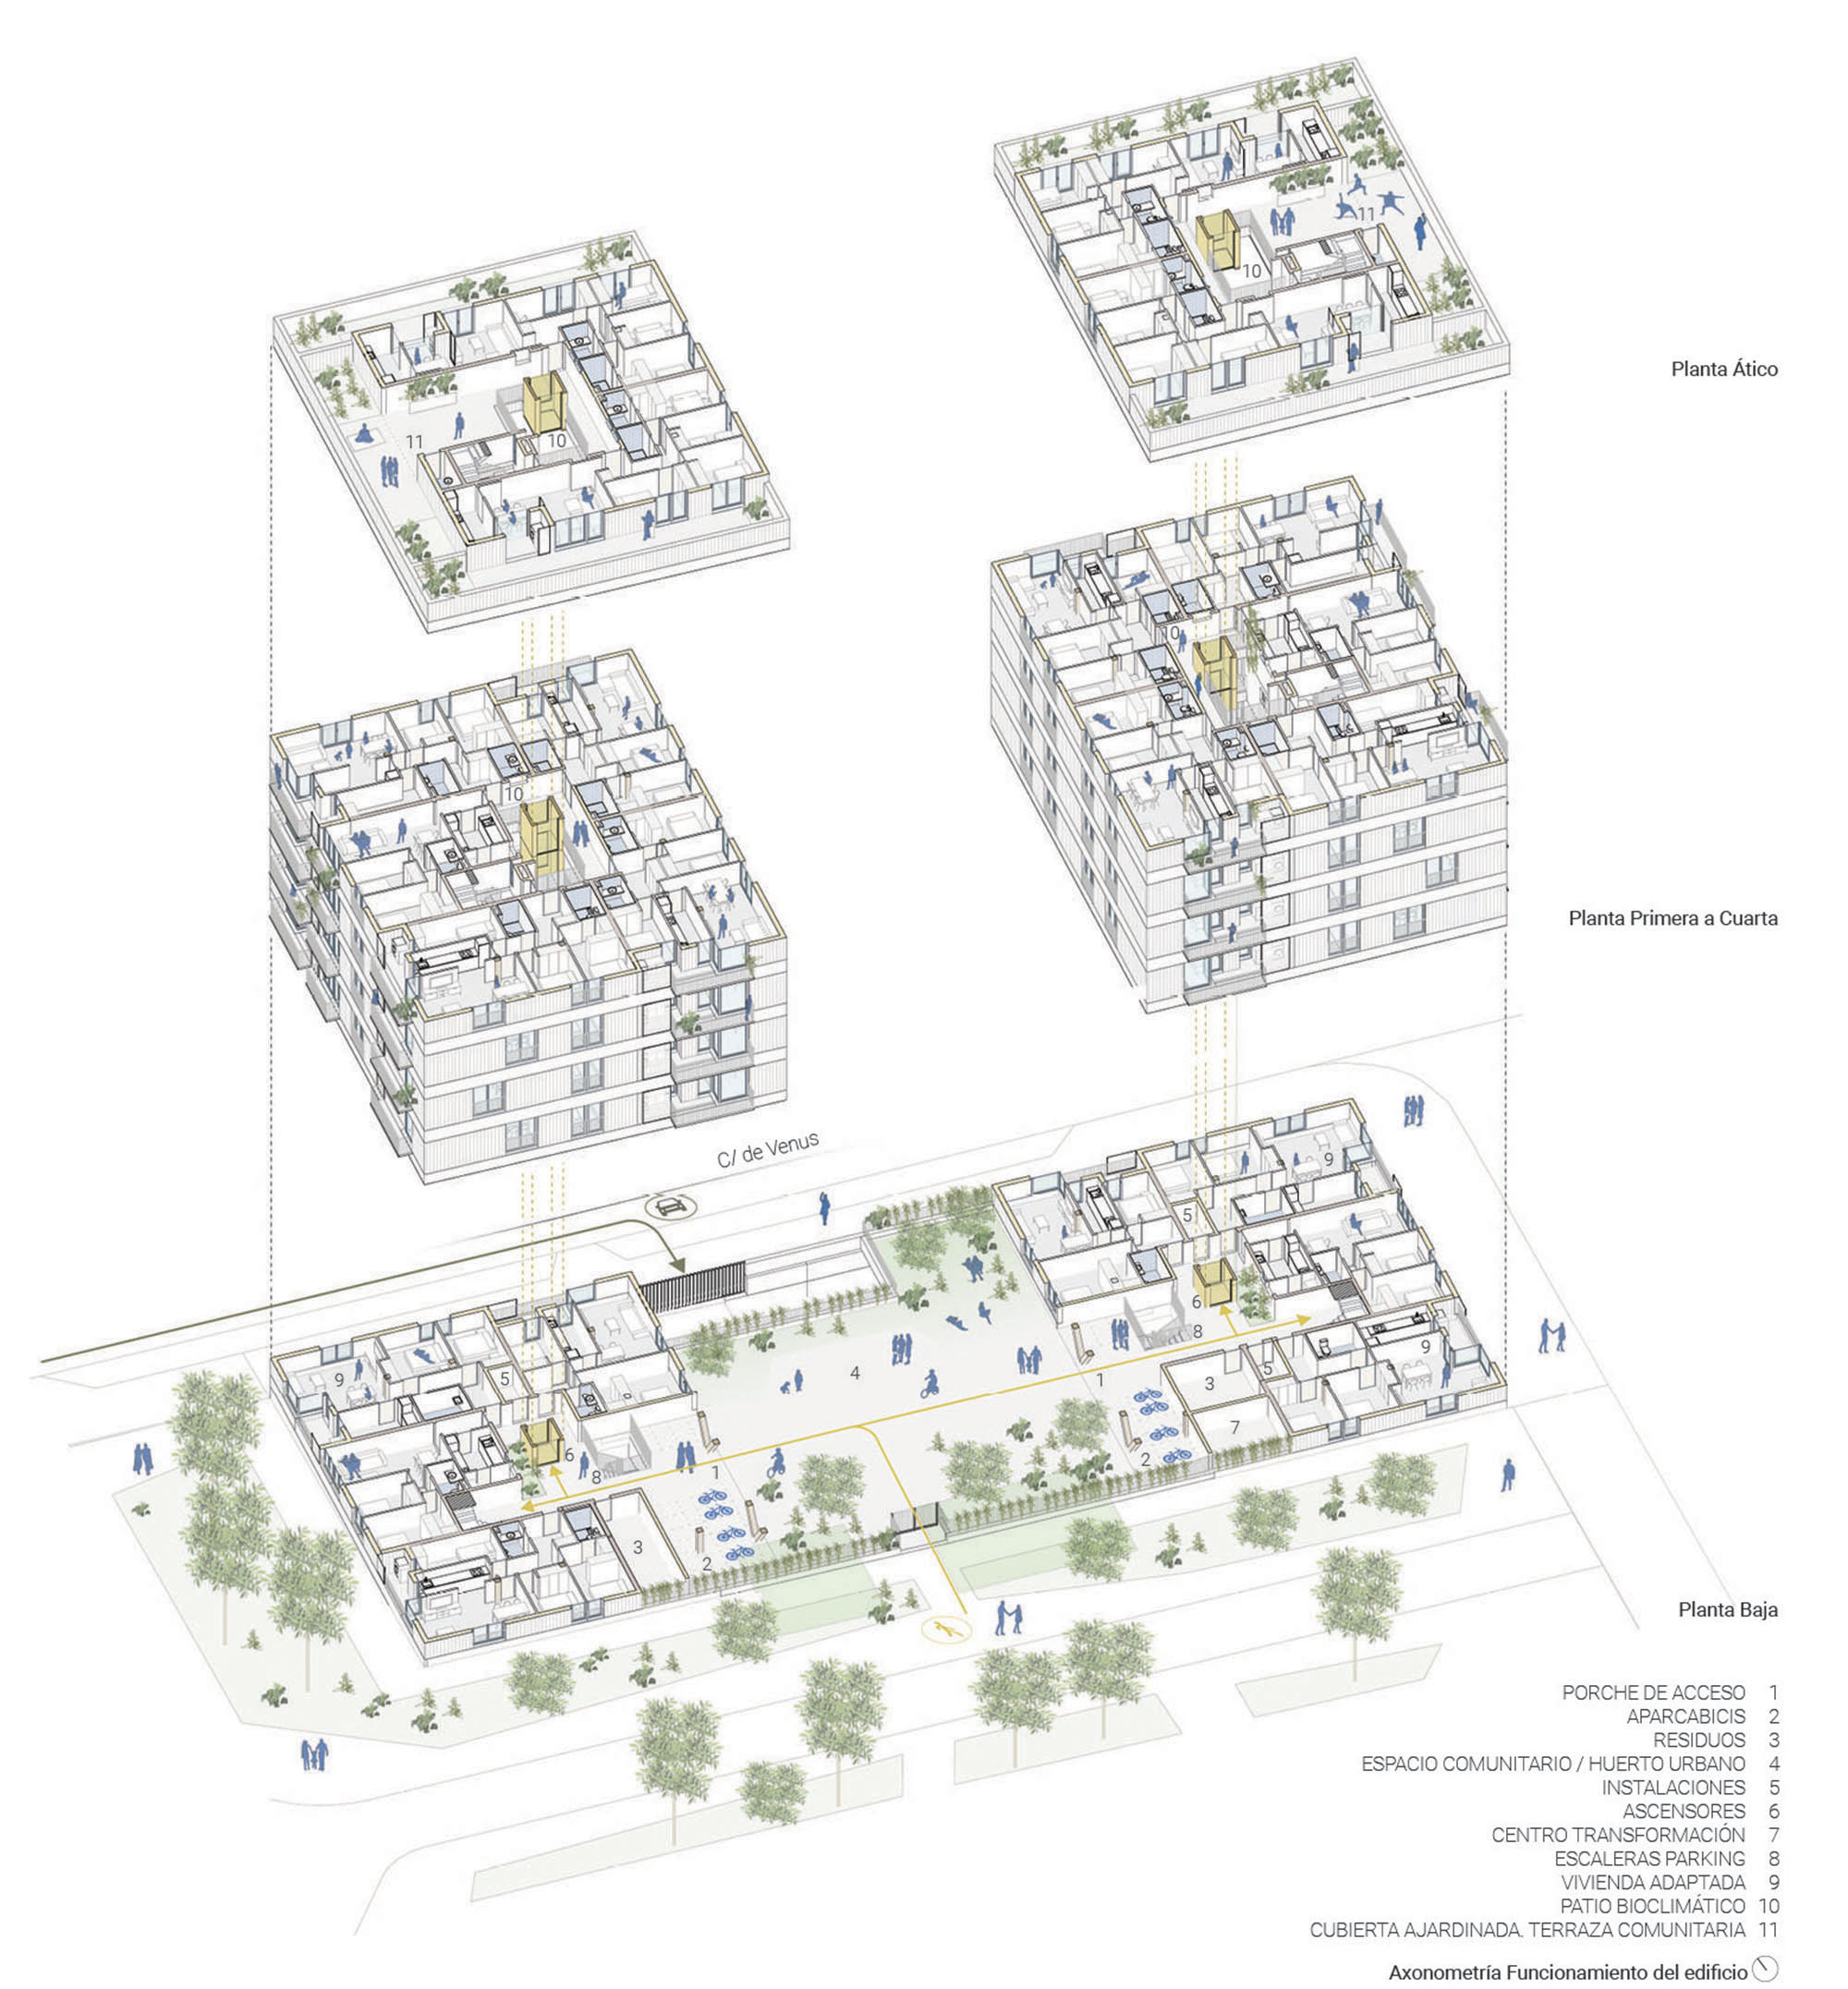 11
10
Planta Ático
11
10
10
Planta Primera a Cuarta
10
C/ de Venus
9
5
6
8
9
5
4
1
3
5
9
7
2
9
5
6
8
1
3
2
Planta Baja
PORCHE DE ACCESO 1
APARCABICIS 2
RESIDUOS 3
ESPACIO COMUNITARIO / HUERTO URBANO 4
INSTALACIONES 5
ASCENSORES 6
CENTRO TRANSFORMACIÓN 7
ESCALERAS PARKING 8
VIVIENDA ADAPTADA 9
PATIO BIOCLIMÁTICO 10
CUBIERTA AJARDINADA. TERRAZA COMUNITARIA 11
Axonometría Funcionamiento del edificio